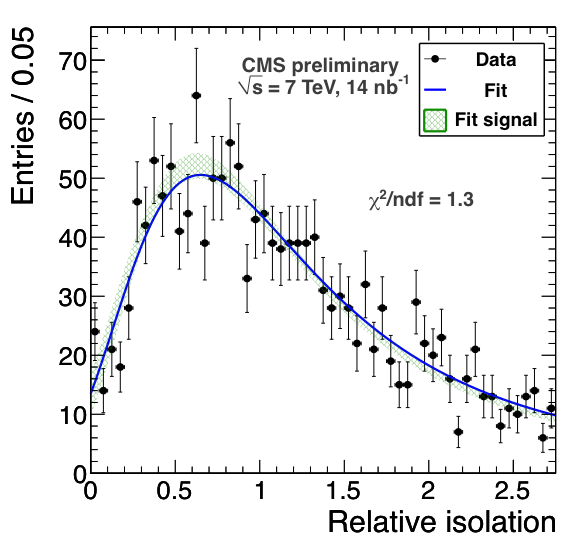 Entries / 0.05
70
60
50
40
30
20
10
0
CMS preliminary
√s = 7 TeV, 14 nb⁻¹
Data
Fit
Fit signal
χ²/ndf = 1.3
0 0.5 1 1.5 2 2.5
Relative isolation